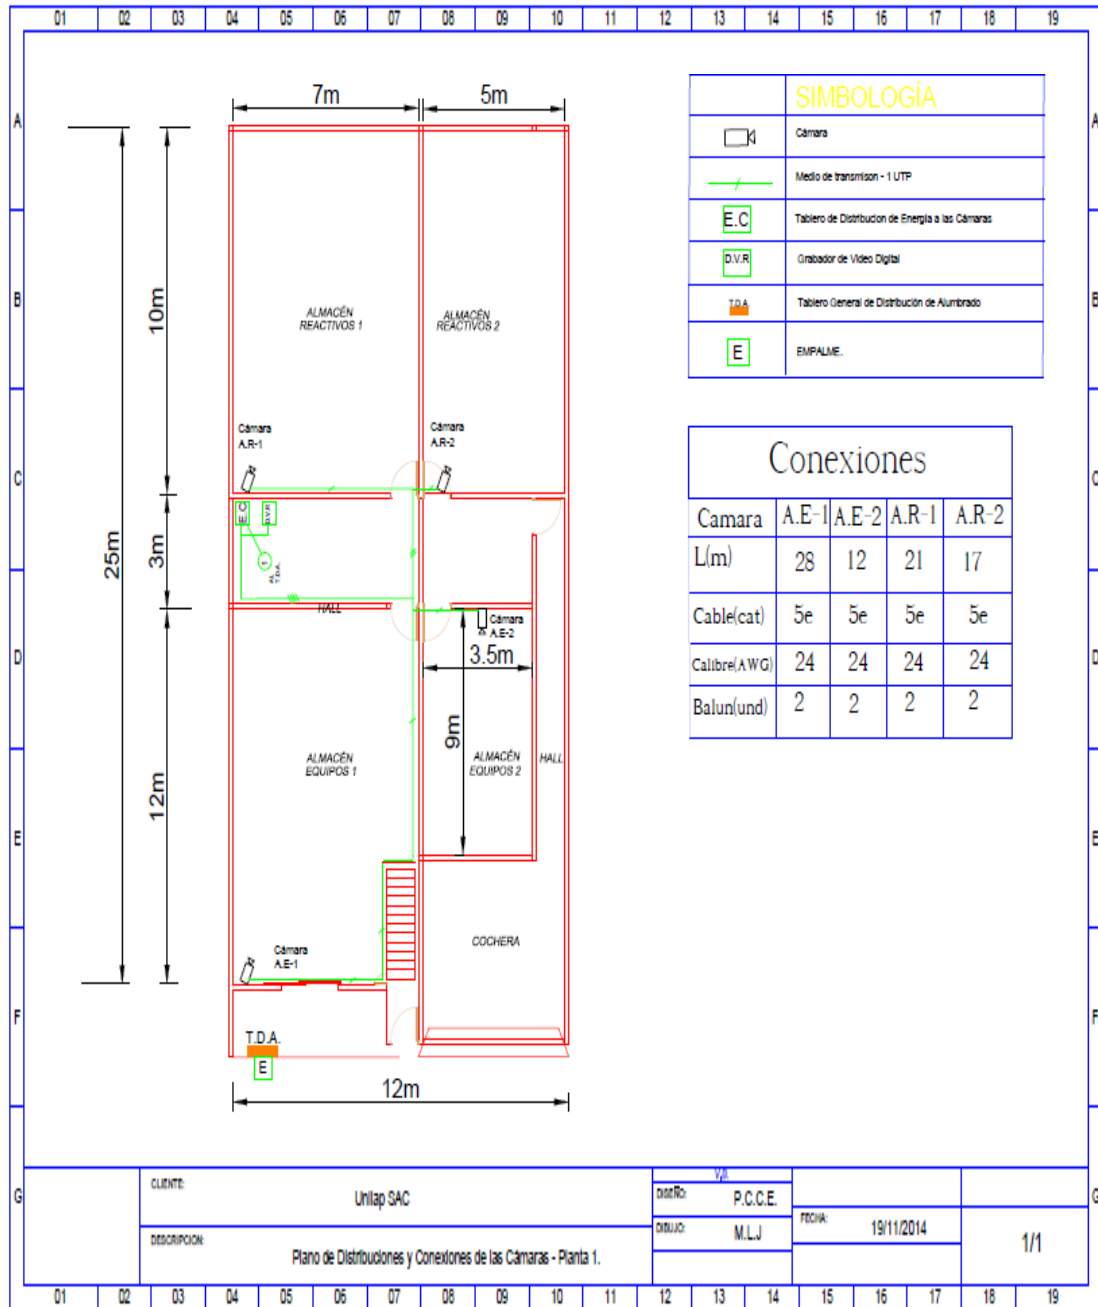 01 02 03 04 05 06 07 08 09 10 11 12 13 14 15 16 17 18 19
A
B
C
D
E
F
G
A
B
C
D
E
F
G
7m 5m
25m
10m
3m
12m
ALMACÉN
REACTIVOS 1
ALMACÉN
REACTIVOS 2
Cámara
A.R-1
Cámara
A.R-2
E.C
D.V.R
1
AL
T.D.A.
HALL
Cámara
A.E-2
3.5m
9m
ALMACÉN
EQUIPOS 1
ALMACÉN
EQUIPOS 2
HALL
COCHERA
Cámara
A.E-1
T.D.A.
E
12m
SIMBOLOGÍA
Cámara
Medio de transmison - 1 UTP
E.C Tablero de Distribucion de Energía a las Cámaras
D.V.R Grabador de Video Digital
T.D.A Tablero General de Distribución de Alumbrado
E EMPALME.
Conexiones
Camara A.E-1 A.E-2 A.R-1 A.R-2
L(m) 28 12 21 17
Cable(cat) 5e 5e 5e 5e
Calibre(AWG) 24 24 24 24
Balun(und) 2 2 2 2
CLIENTE: Unilap SAC
DESCRIPCION: Plano de Distribuciones y Conexiones de las Cámaras - Planta 1.
DISEÑO: P.C.C.E.
DIBUJO: M.L.J
FECHA: 19/11/2014
1/1
01 02 03 04 05 06 07 08 09 10 11 12 13 14 15 16 17 18 19